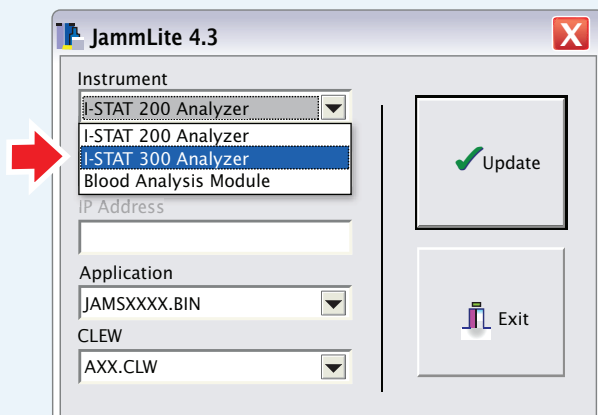 JammLite 4.3
Instrument
I-STAT 200 Analyzer
I-STAT 200 Analyzer
I-STAT 300 Analyzer
Blood Analysis Module
IP Address
Application
JAMSXXXX.BIN
CLEW
AXX.CLW
Update
Exit